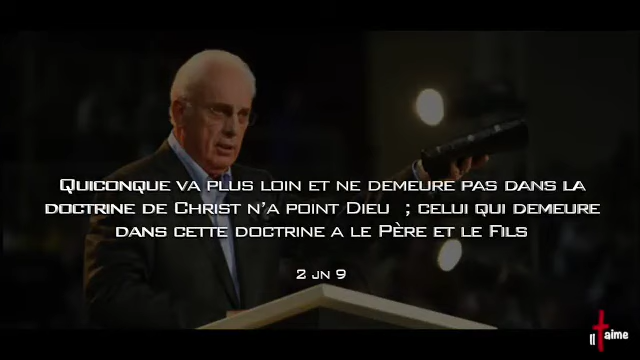 Quiconque va plus loin et ne demeure pas dans la
doctrine de Christ n'a point Dieu ; celui qui demeure
dans cette doctrine a le Père et le Fils
2 jn 9
Il t'aime